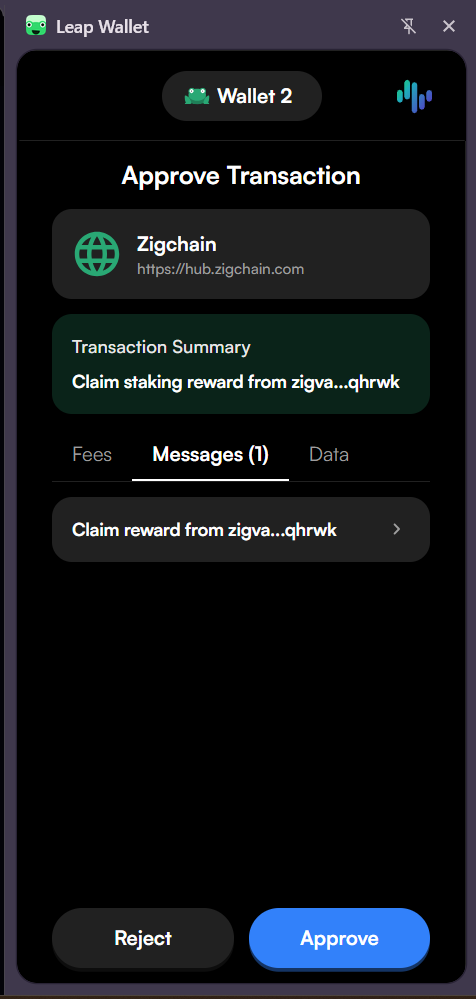 Leap Wallet
Wallet 2
Approve Transaction
Zigchain
https://hub.zigchain.com
Transaction Summary
Claim staking reward from zigva...qhrwk
Fees
Messages (1)
Data
Claim reward from zigva...qhrwk
Reject
Approve